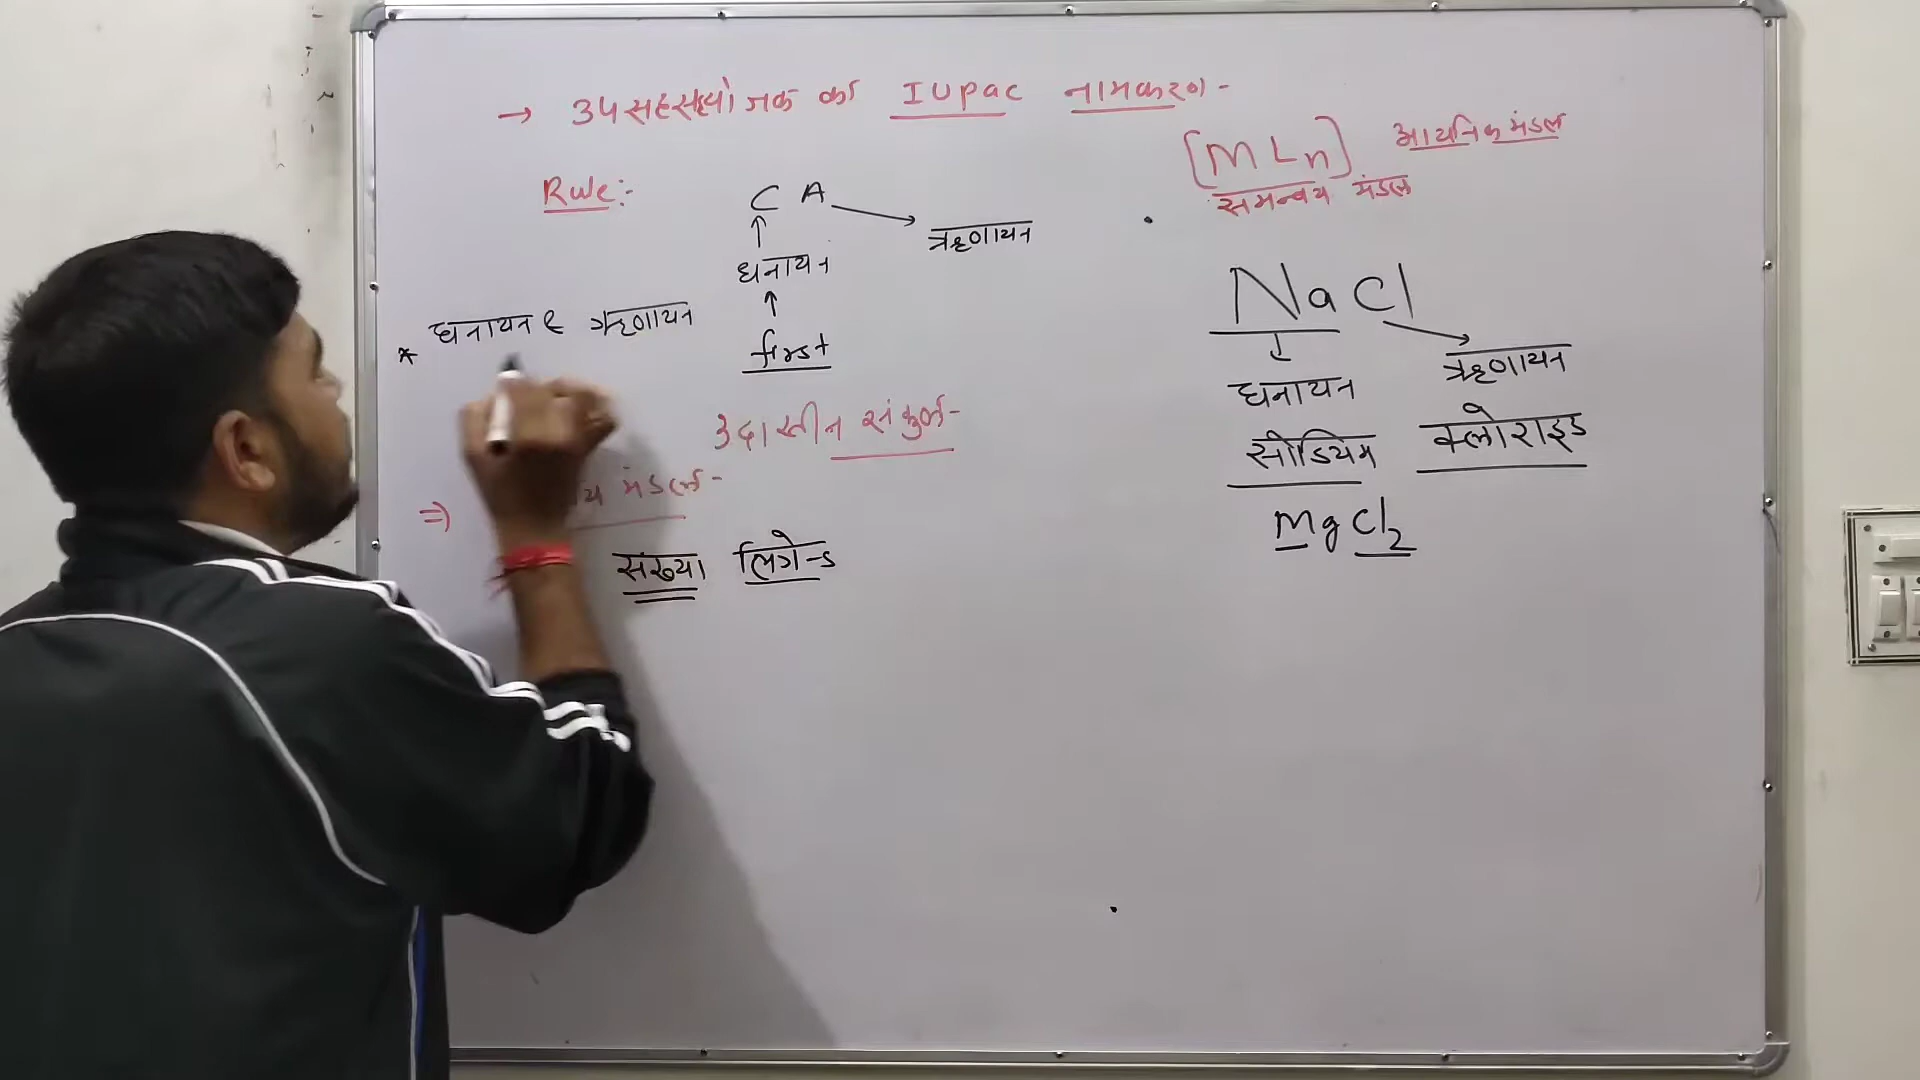 → उपसहसंयोजक का IUPac नामकरण -
[MLn] आयनिक मंडल
समन्वय मंडल
Rule:-
C A → ऋणायन
↑
धनायन
↑
first
* धनायन व ऋणायन
NaCl
धनायन ऋणायन
सोडियम क्लोराइड
MgCl2
उदासीन संकुल-
⇒ मंडल-
संख्या लिगेन्ड